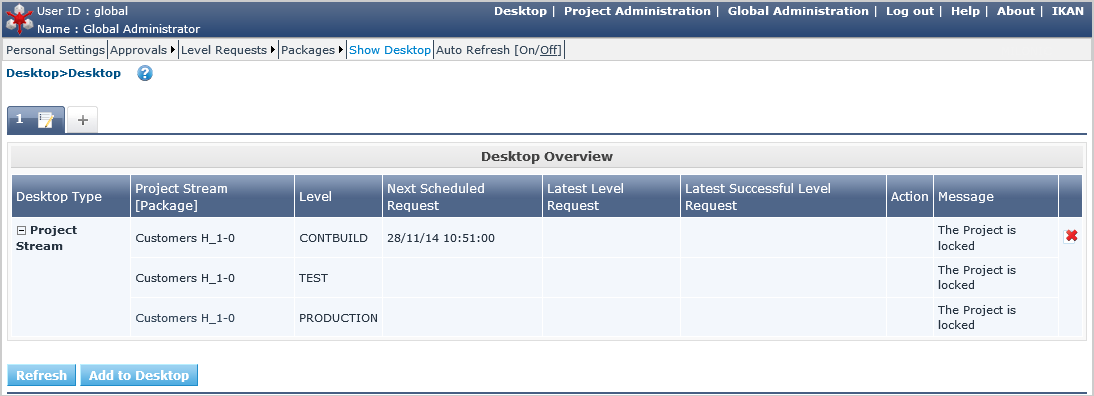 User ID : global
Desktop | Project Administration | Global Administration | Log out | Help | About | IKAN
Name : Global Administrator
Personal Settings Approvals Level Requests Packages Show Desktop Auto Refresh [On/Off]
Desktop>Desktop ?
1 +
Desktop Overview
Desktop Type Project Stream [Package] Level Next Scheduled Request Latest Level Request Latest Successful Level Request Action Message
Project Stream Customers H_1-0 CONTBUILD 28/11/14 10:51:00 The Project is locked
Customers H_1-0 TEST The Project is locked
Customers H_1-0 PRODUCTION The Project is locked
Refresh Add to Desktop